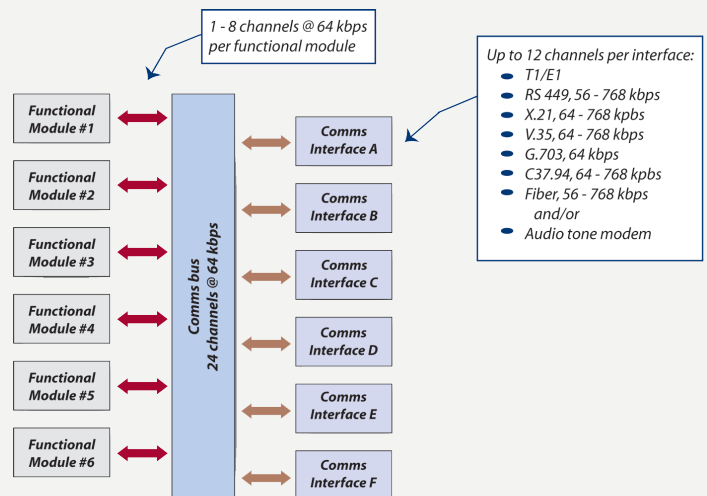 1 - 8 channels @ 64 kbps
per functional module
Up to 12 channels per interface:
T1/E1
RS 449, 56 - 768 kbps
X.21, 64 - 768 kpbs
V.35, 64 - 768 kpbs
G.703, 64 kbps
C37.94, 64 - 768 kpbs
Fiber, 56 - 768 kbps
and/or
Audio tone modem
Functional
Module #1
Functional
Module #2
Functional
Module #3
Functional
Module #4
Functional
Module #5
Functional
Module #6
Comms bus
24 channels @ 64 kbps
Comms
Interface A
Comms
Interface B
Comms
Interface C
Comms
Interface D
Comms
Interface E
Comms
Interface F